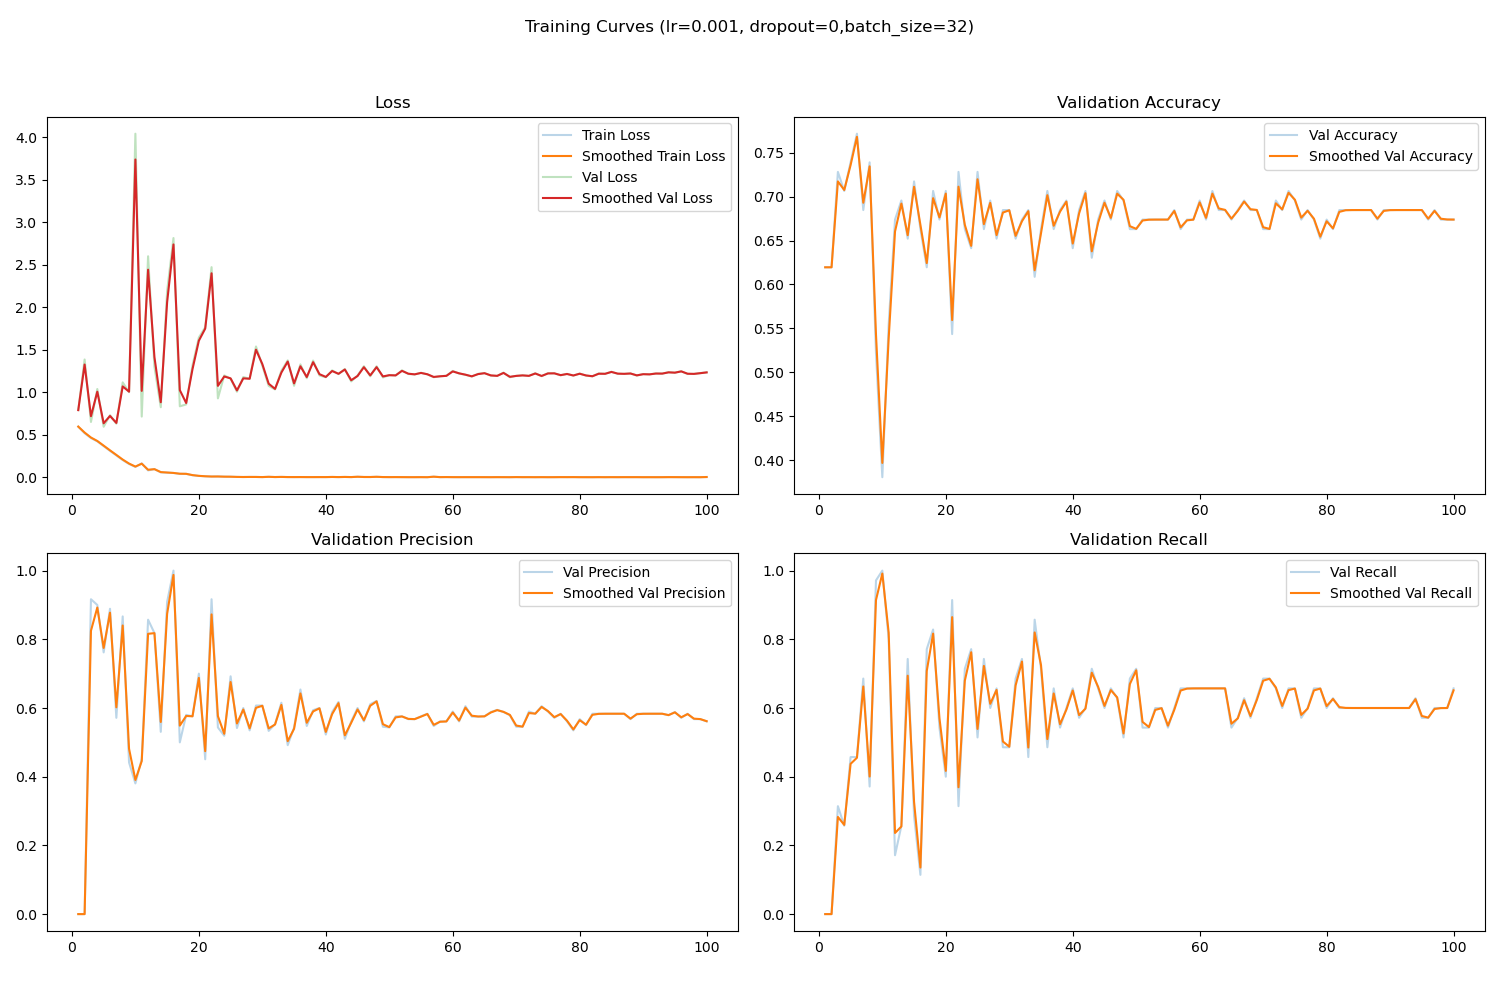 Training Curves (lr=0.001, dropout=0,batch_size=32)
Loss
4.0
3.5
3.0
2.5
2.0
1.5
1.0
0.5
0.0
0 20 40 60 80 100
Train Loss
Smoothed Train Loss
Val Loss
Smoothed Val Loss
Validation Accuracy
0.75
0.70
0.65
0.60
0.55
0.50
0.45
0.40
0 20 40 60 80 100
Val Accuracy
Smoothed Val Accuracy
Validation Precision
1.0
0.8
0.6
0.4
0.2
0.0
0 20 40 60 80 100
Val Precision
Smoothed Val Precision
Validation Recall
1.0
0.8
0.6
0.4
0.2
0.0
0 20 40 60 80 100
Val Recall
Smoothed Val Recall